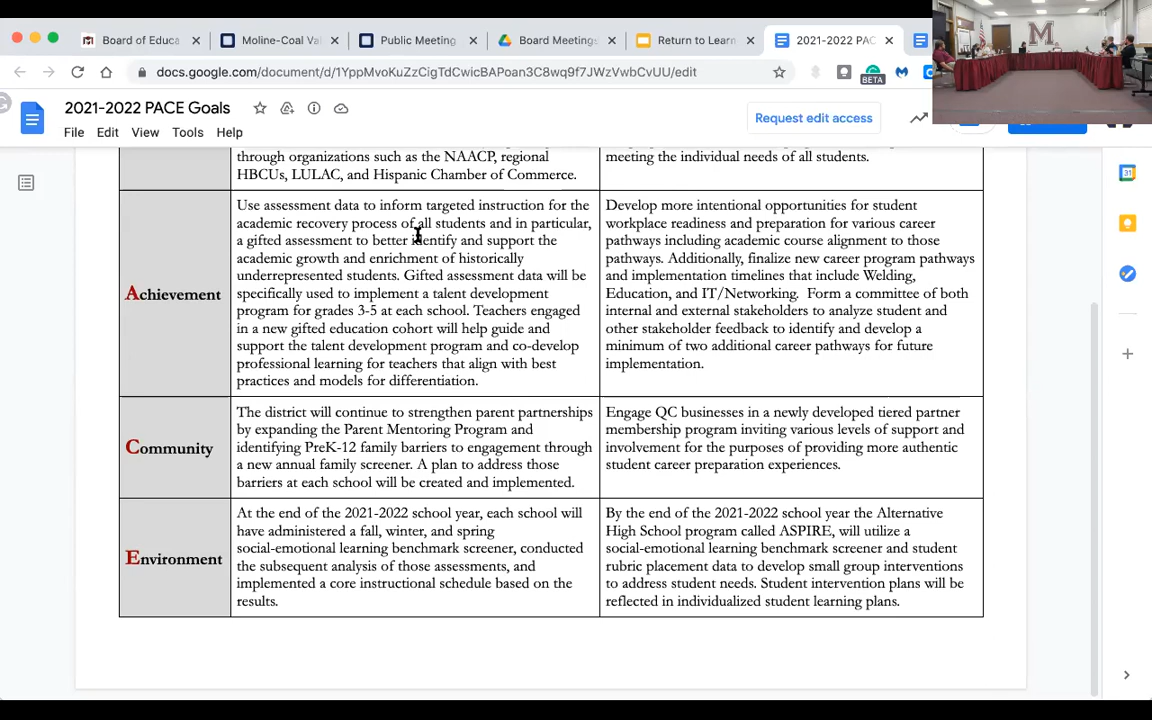 Board of Educa
Moline-Coal Val
Public Meeting
Board Meeting
Return to Learn
2021-2022 PAC
docs.google.com/document/d/1YppMvoKuZzCigTdCwicBAPoan3C8wq9f7JWzVwbCvUU/edit
BETA
M
2021-2022 PACE Goals
File Edit View Tools Help
Request edit access
31
through organizations such as the NAACP, regional
HBCUs, LULAC, and Hispanic Chamber of Commerce.
meeting the individual needs of all students.
Achievement
Use assessment data to inform targeted instruction for the
academic recovery process of all students and in particular,
a gifted assessment to better identify and support the
academic growth and enrichment of historically
underrepresented students. Gifted assessment data will be
specifically used to implement a talent development
program for grades 3-5 at each school. Teachers engaged
in a new gifted education cohort will help guide and
support the talent development program and co-develop
professional learning for teachers that align with best
practices and models for differentiation.
Develop more intentional opportunities for student
workplace readiness and preparation for various career
pathways including academic course alignment to those
pathways. Additionally, finalize new career program pathways
and implementation timelines that include Welding,
Education, and IT/Networking. Form a committee of both
internal and external stakeholders to analyze student and
other stakeholder feedback to identify and develop a
minimum of two additional career pathways for future
implementation.
Community
The district will continue to strengthen parent partnerships
by expanding the Parent Mentoring Program and
identifying PreK-12 family barriers to engagement through
a new annual family screener. A plan to address those
barriers at each school will be created and implemented.
Engage QC businesses in a newly developed tiered partner
membership program inviting various levels of support and
involvement for the purposes of providing more authentic
student career preparation experiences.
Environment
At the end of the 2021-2022 school year, each school will
have administered a fall, winter, and spring
social-emotional learning benchmark screener, conducted
the subsequent analysis of those assessments, and
implemented a core instructional schedule based on the
results.
By the end of the 2021-2022 school year the Alternative
High School program called ASPIRE, will utilize a
social-emotional learning benchmark screener and student
rubric placement data to develop small group interventions
to address student needs. Student intervention plans will be
reflected in individualized student learning plans.